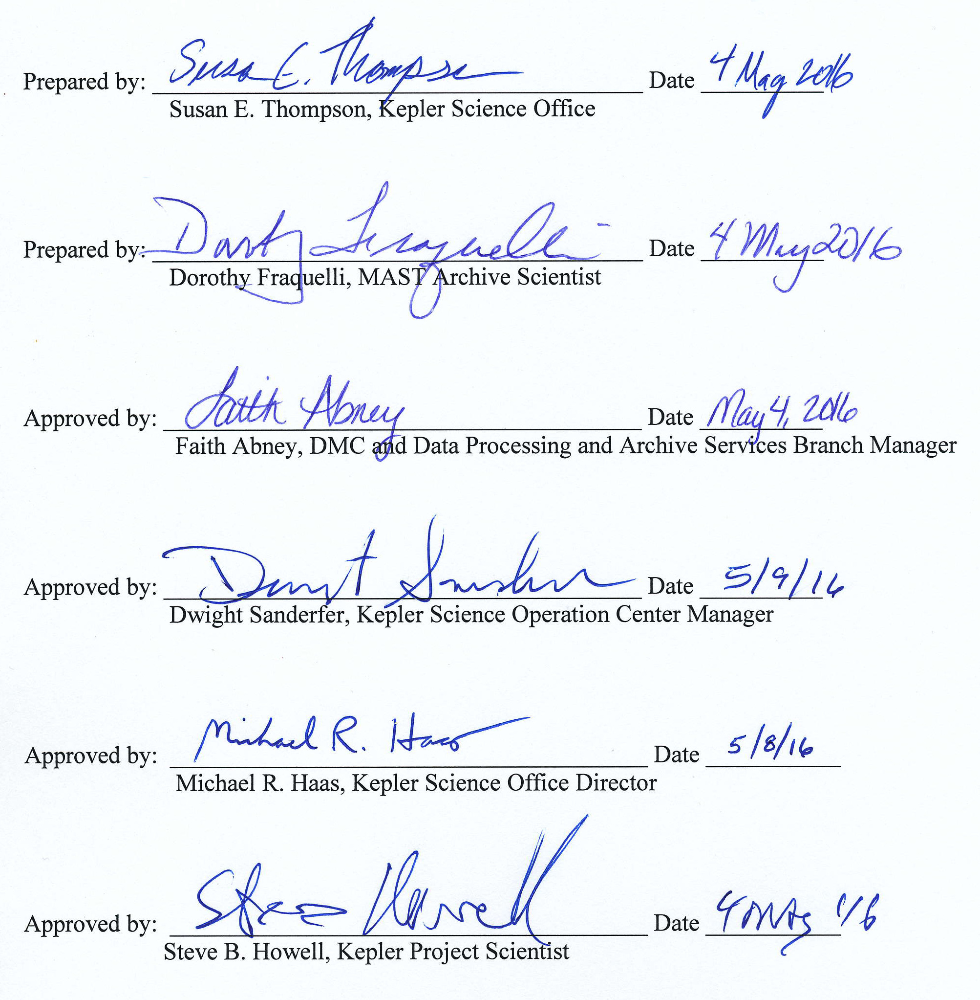 Prepared by: Susan E. Thompson Date 4 May 2016
Susan E. Thompson, Kepler Science Office
Prepared by: Dorothy Fraquelli Date 4 May 2016
Dorothy Fraquelli, MAST Archive Scientist
Approved by: Faith Abney Date May 4, 2016
Faith Abney, DMC and Data Processing and Archive Services Branch Manager
Approved by: Dwight Sanderfer Date 5/9/16
Dwight Sanderfer, Kepler Science Operation Center Manager
Approved by: Michael R. Haas Date 5/8/16
Michael R. Haas, Kepler Science Office Director
Approved by: Steve Howell Date 4 MAy '16
Steve B. Howell, Kepler Project Scientist